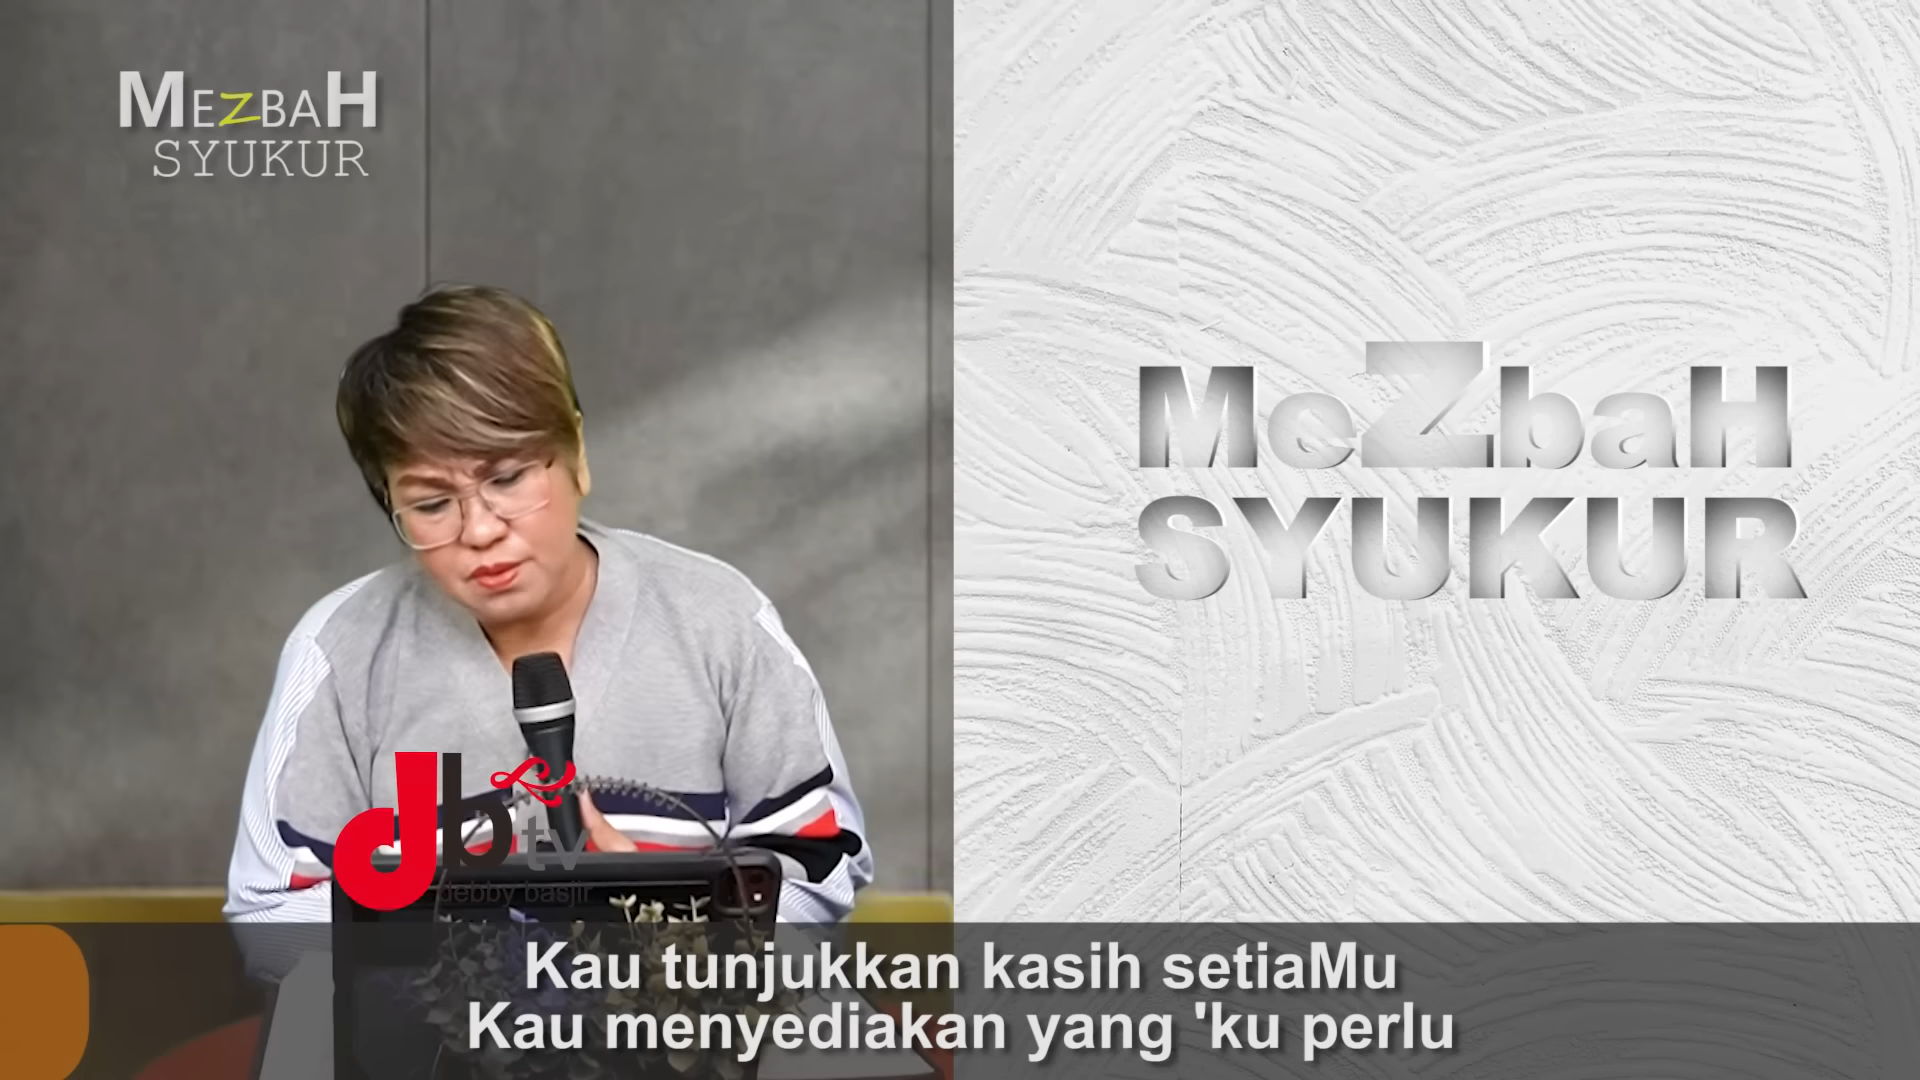 MEZBAH
SYUKUR
MeZbaH
SYUKUR
db tv
debby basjir
Kau tunjukkan kasih setiaMu
Kau menyediakan yang 'ku perlu